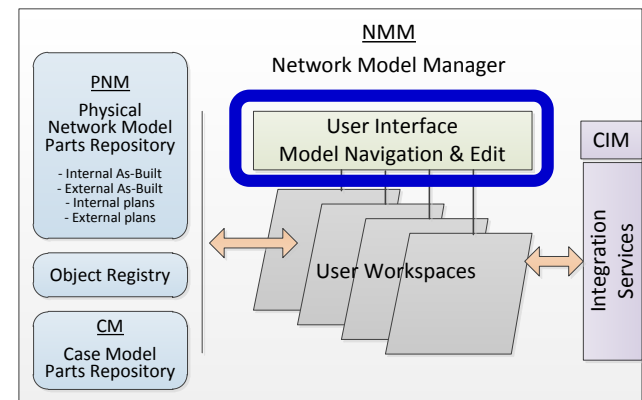 NMM
Network Model Manager
PNM
Physical
Network Model
Parts Repository
- Internal As-Built
- External As-Built
- Internal plans
- External plans
Object Registry
CM
Case Model
Parts Repository
User Interface
Model Navigation & Edit
User Workspaces
CIM
Integration
Services